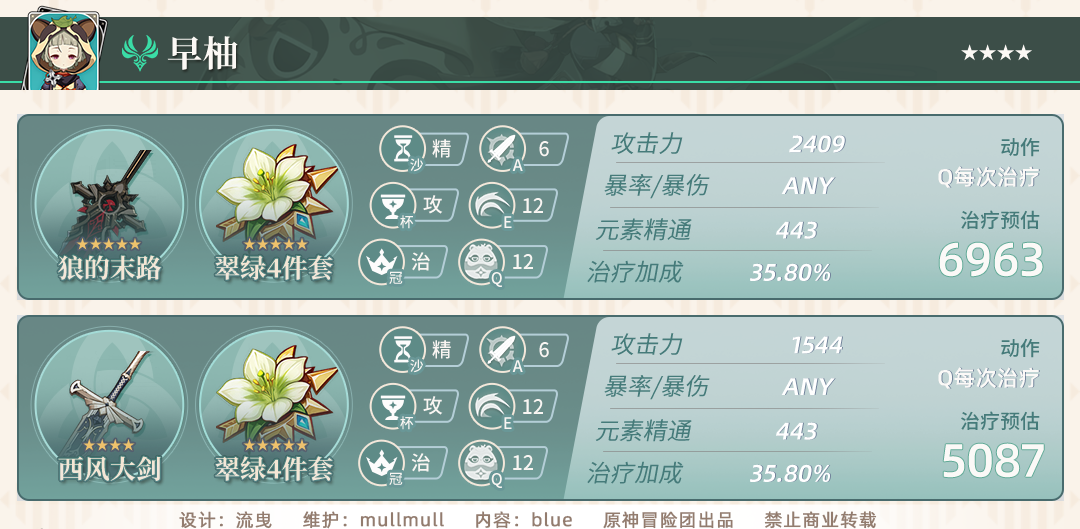 早柚
★★★★
狼的末路
翠绿4件套
沙 精
A 6
杯 攻
E 12
冠 治
Q 12
攻击力 2409
暴率/暴伤 ANY
元素精通 443
治疗加成 35.80%
动作
Q每次治疗
治疗预估
6963
西风大剑
翠绿4件套
沙 精
A 6
杯 攻
E 12
冠 治
Q 12
攻击力 1544
暴率/暴伤 ANY
元素精通 443
治疗加成 35.80%
动作
Q每次治疗
治疗预估
5087
设计：流曳 维护：mullmull 内容：blue 原神冒险团出品 禁止商业转载